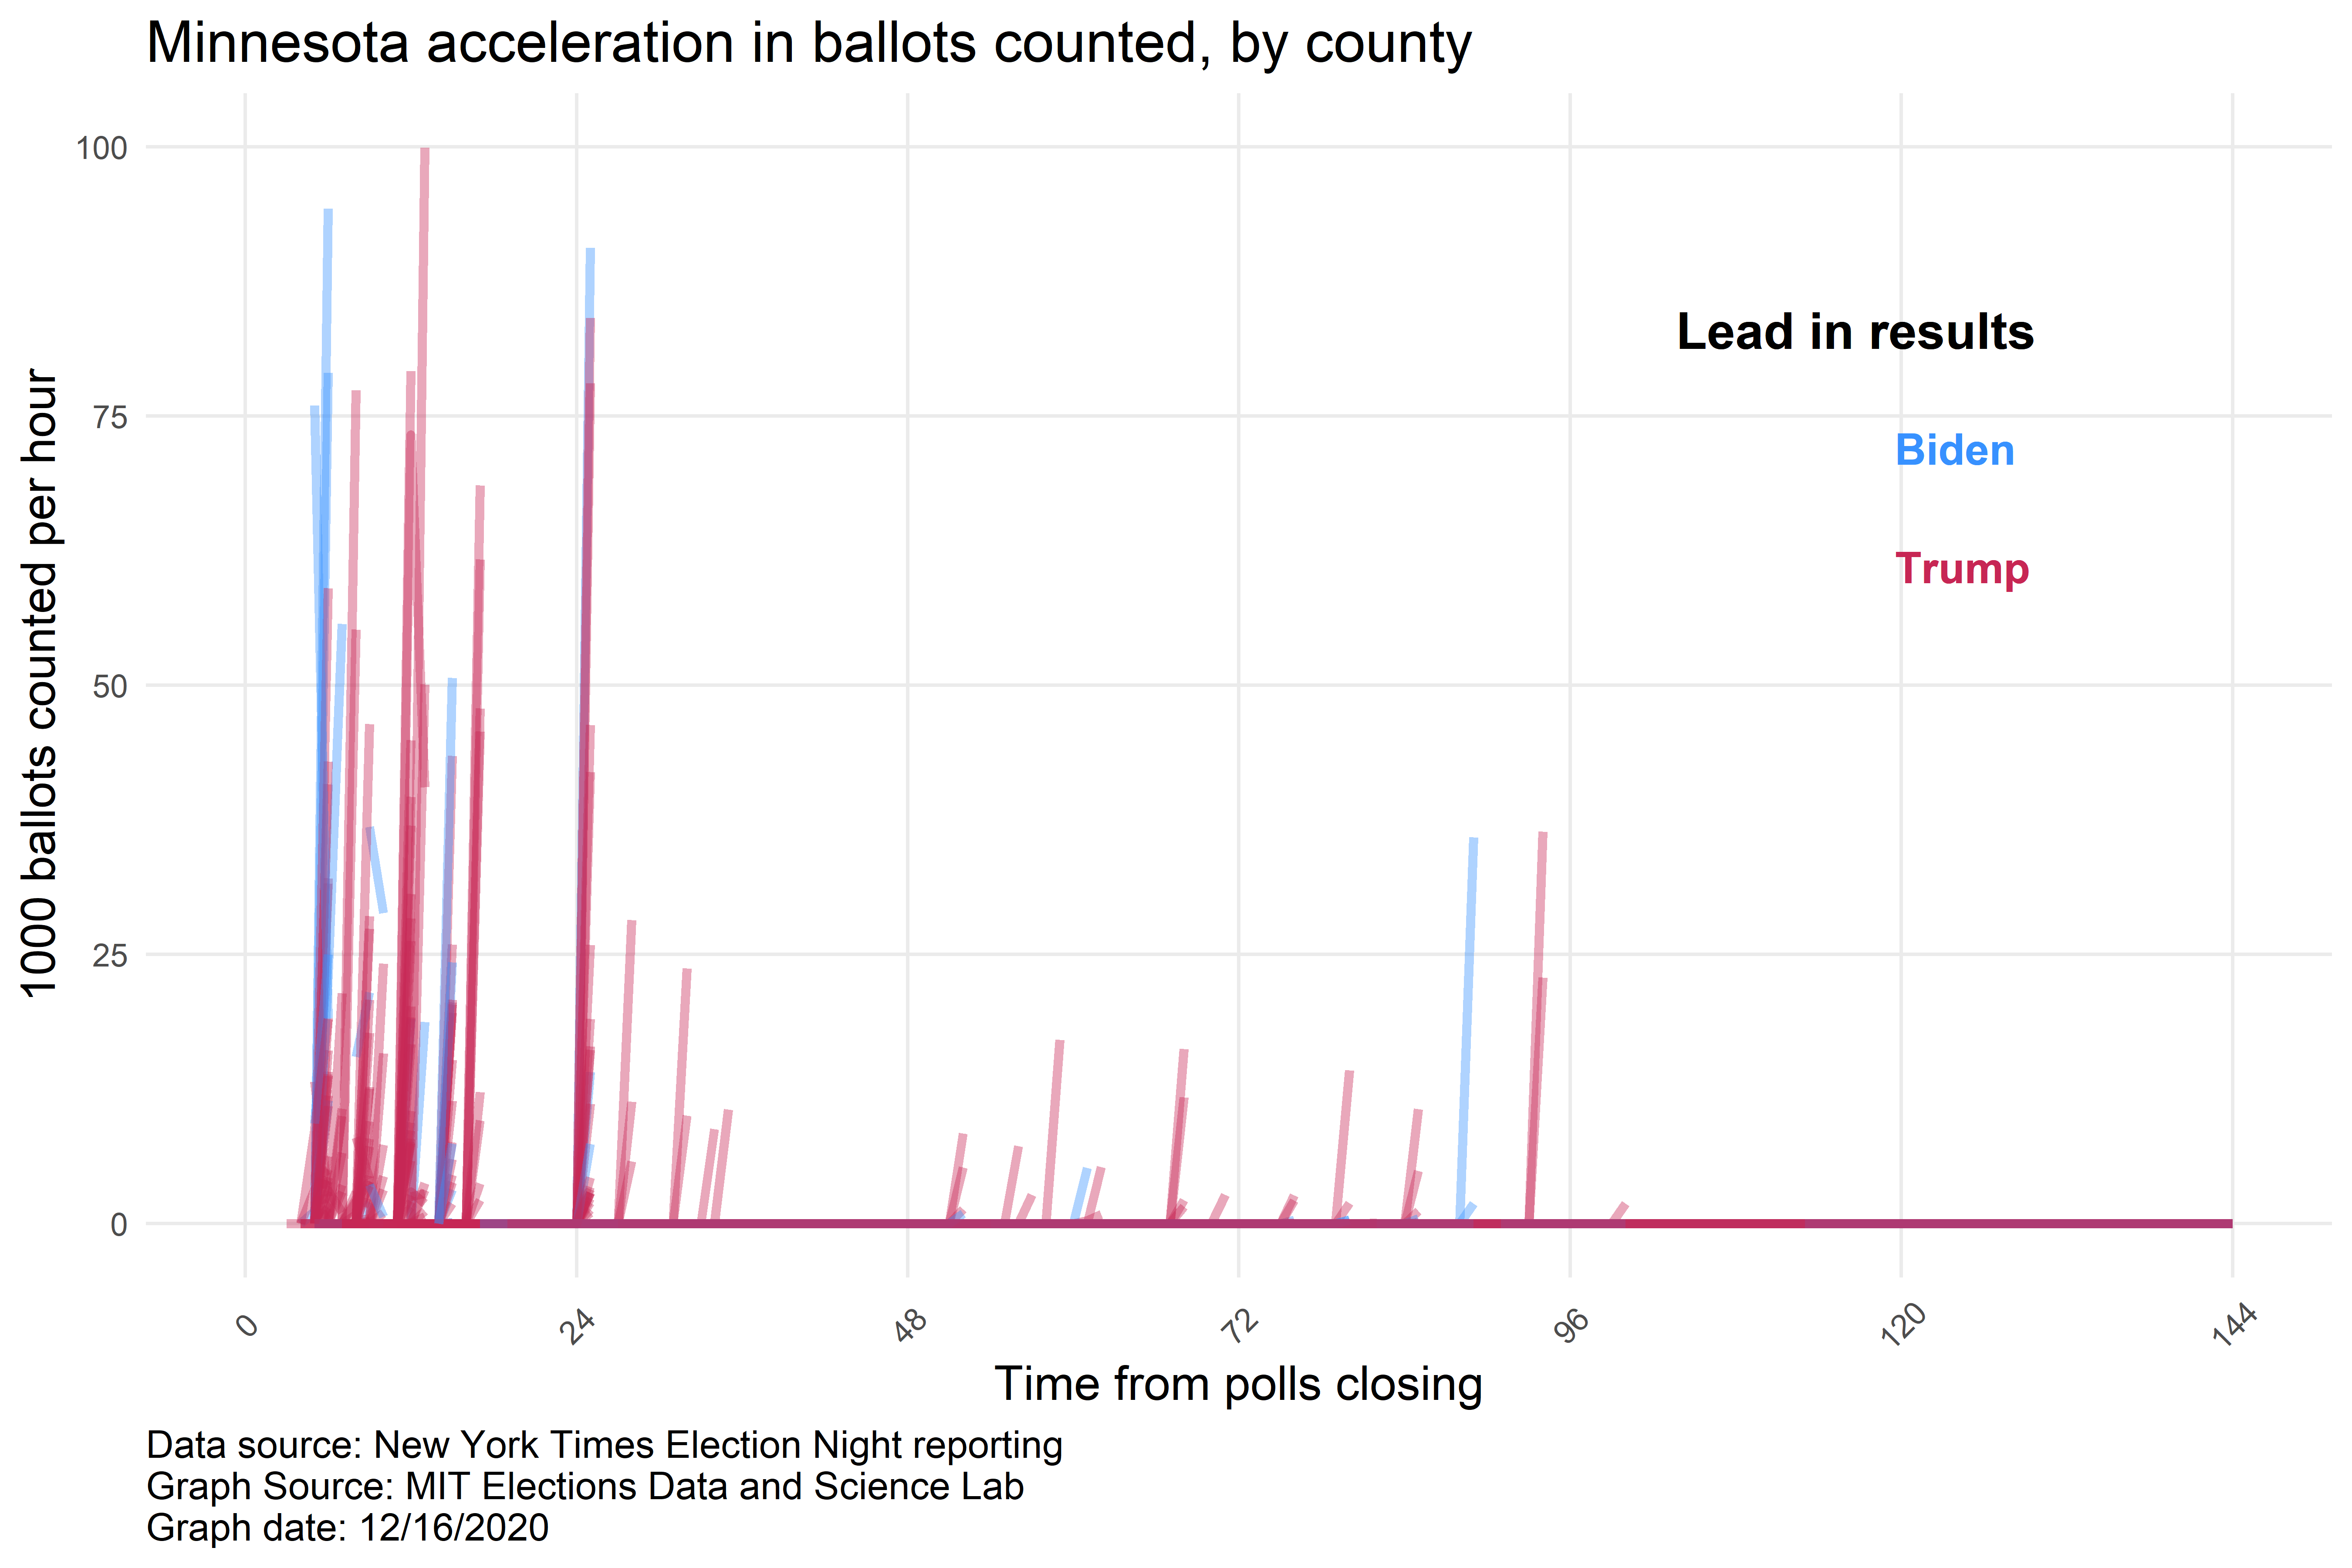 Minnesota acceleration in ballots counted, by county
1000 ballots counted per hour
100
75
50
25
0
Lead in results
Biden
Trump
0
24
48
72
96
120
144
Time from polls closing
Data source: New York Times Election Night reporting
Graph Source: MIT Elections Data and Science Lab
Graph date: 12/16/2020